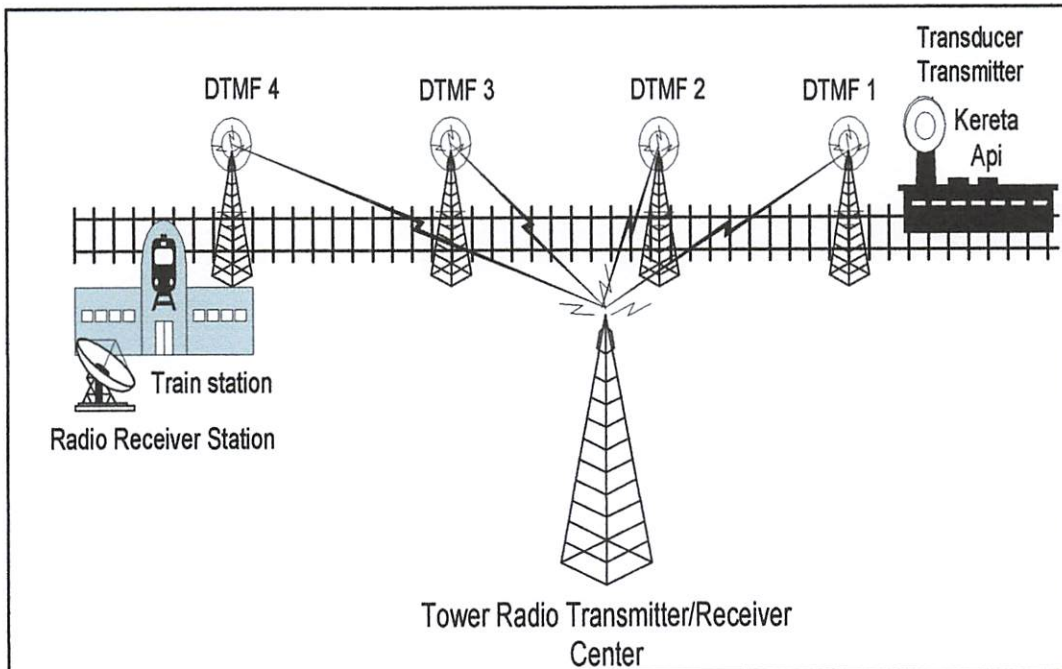 Transducer
Transmitter
DTMF 4
DTMF 3
DTMF 2
DTMF 1
Kereta
Api
Train station
Radio Receiver Station
Tower Radio Transmitter/Receiver
Center